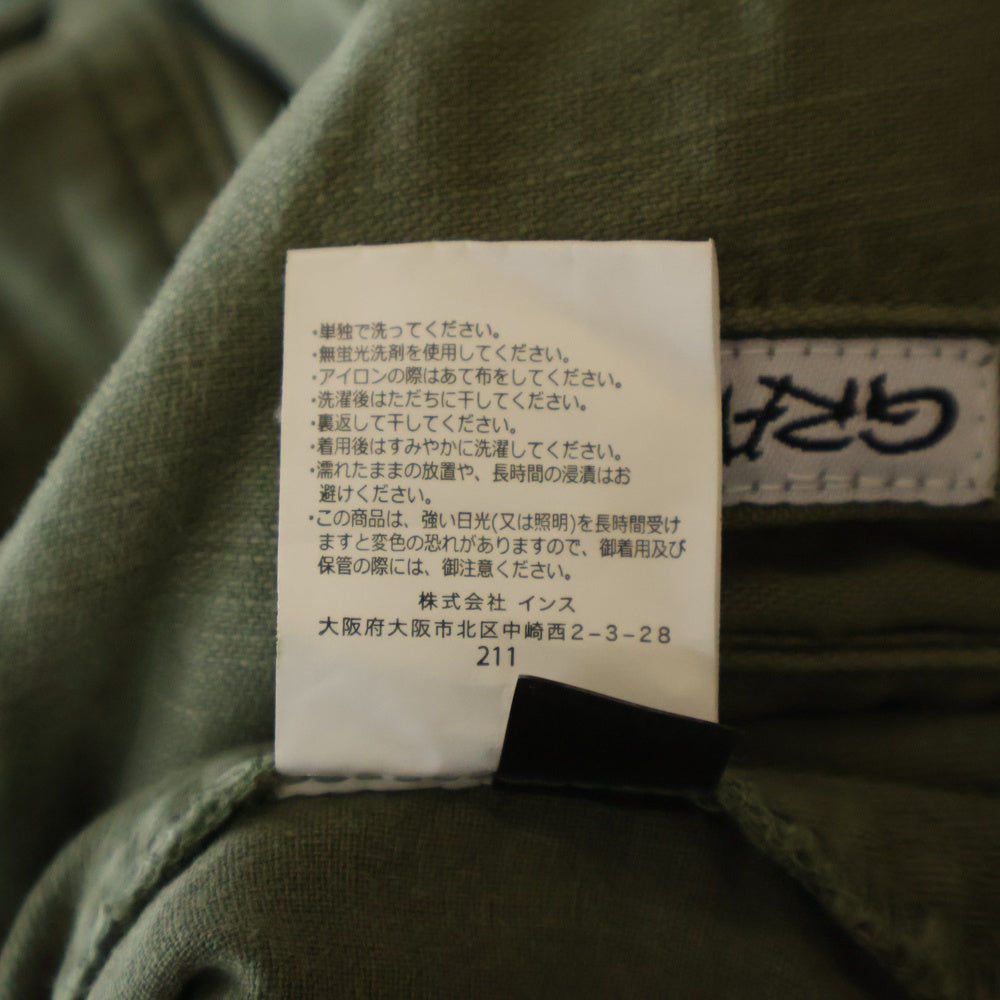 ・単独で洗ってください。
・無蛍光洗剤を使用してください。
・アイロンの際はあて布をしてください。
・洗濯後はただちに干してください。
・裏返して干してください。
・着用後はすみやかに洗濯してください。
・濡れたままの放置や、長時間の浸漬はお
避けください。
・この商品は、強い日光(又は照明)を長時間受け
ますと変色の恐れがありますので、御着用及び
保管の際には、御注意ください。
株式会社 インス
大阪府大阪市北区中崎西2-3-28
211